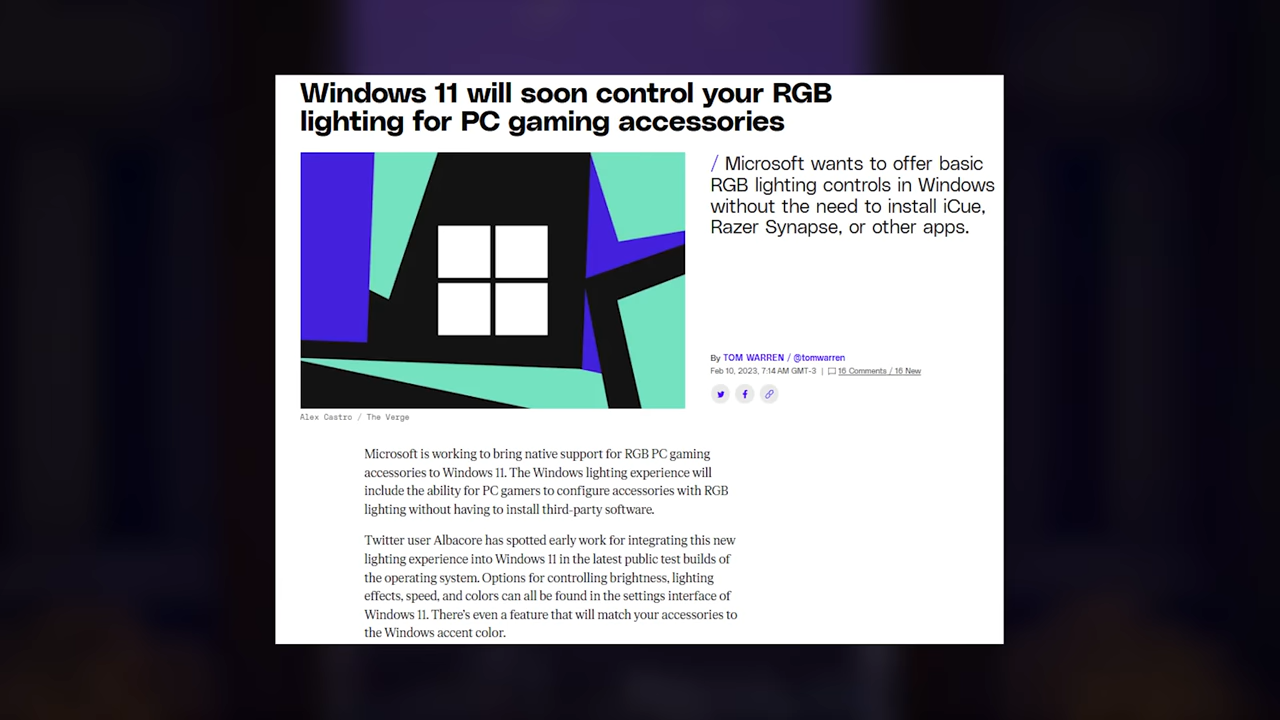 Windows 11 will soon control your RGB
lighting for PC gaming accessories
/ Microsoft wants to offer basic
RGB lighting controls in Windows
without the need to install iCue,
Razer Synapse, or other apps.
By TOM WARREN / @tomwarren
Feb 10, 2023, 7:14 AM GMT-3 | 16 Comments / 16 New
Alex Castro / The Verge
Microsoft is working to bring native support for RGB PC gaming
accessories to Windows 11. The Windows lighting experience will
include the ability for PC gamers to configure accessories with RGB
lighting without having to install third-party software.
Twitter user Albacore has spotted early work for integrating this new
lighting experience into Windows 11 in the latest public test builds of
the operating system. Options for controlling brightness, lighting
effects, speed, and colors can all be found in the settings interface of
Windows 11. There's even a feature that will match your accessories to
the Windows accent color.